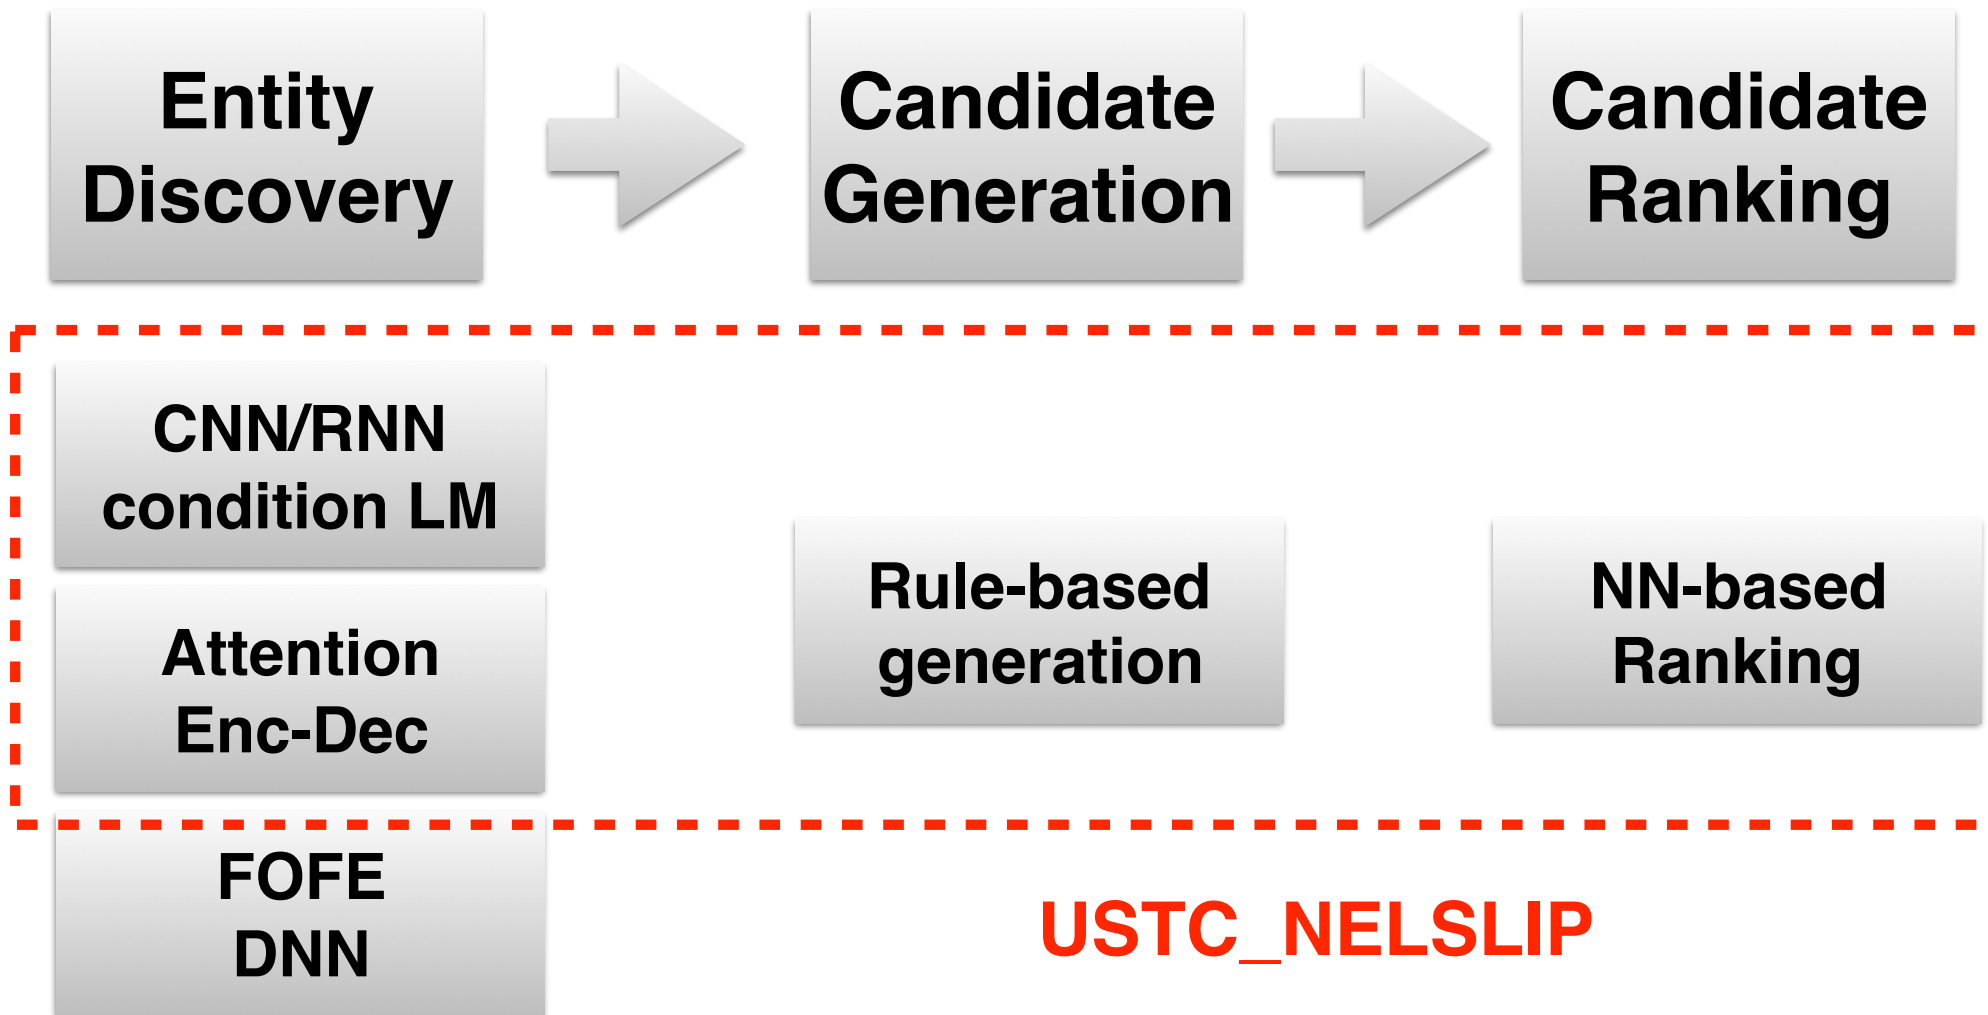 Entity
Discovery
Candidate
Generation
Candidate
Ranking
CNN/RNN
condition LM
Attention
Enc-Dec
FOFE
DNN
Rule-based
generation
NN-based
Ranking
USTC_NELSLIP